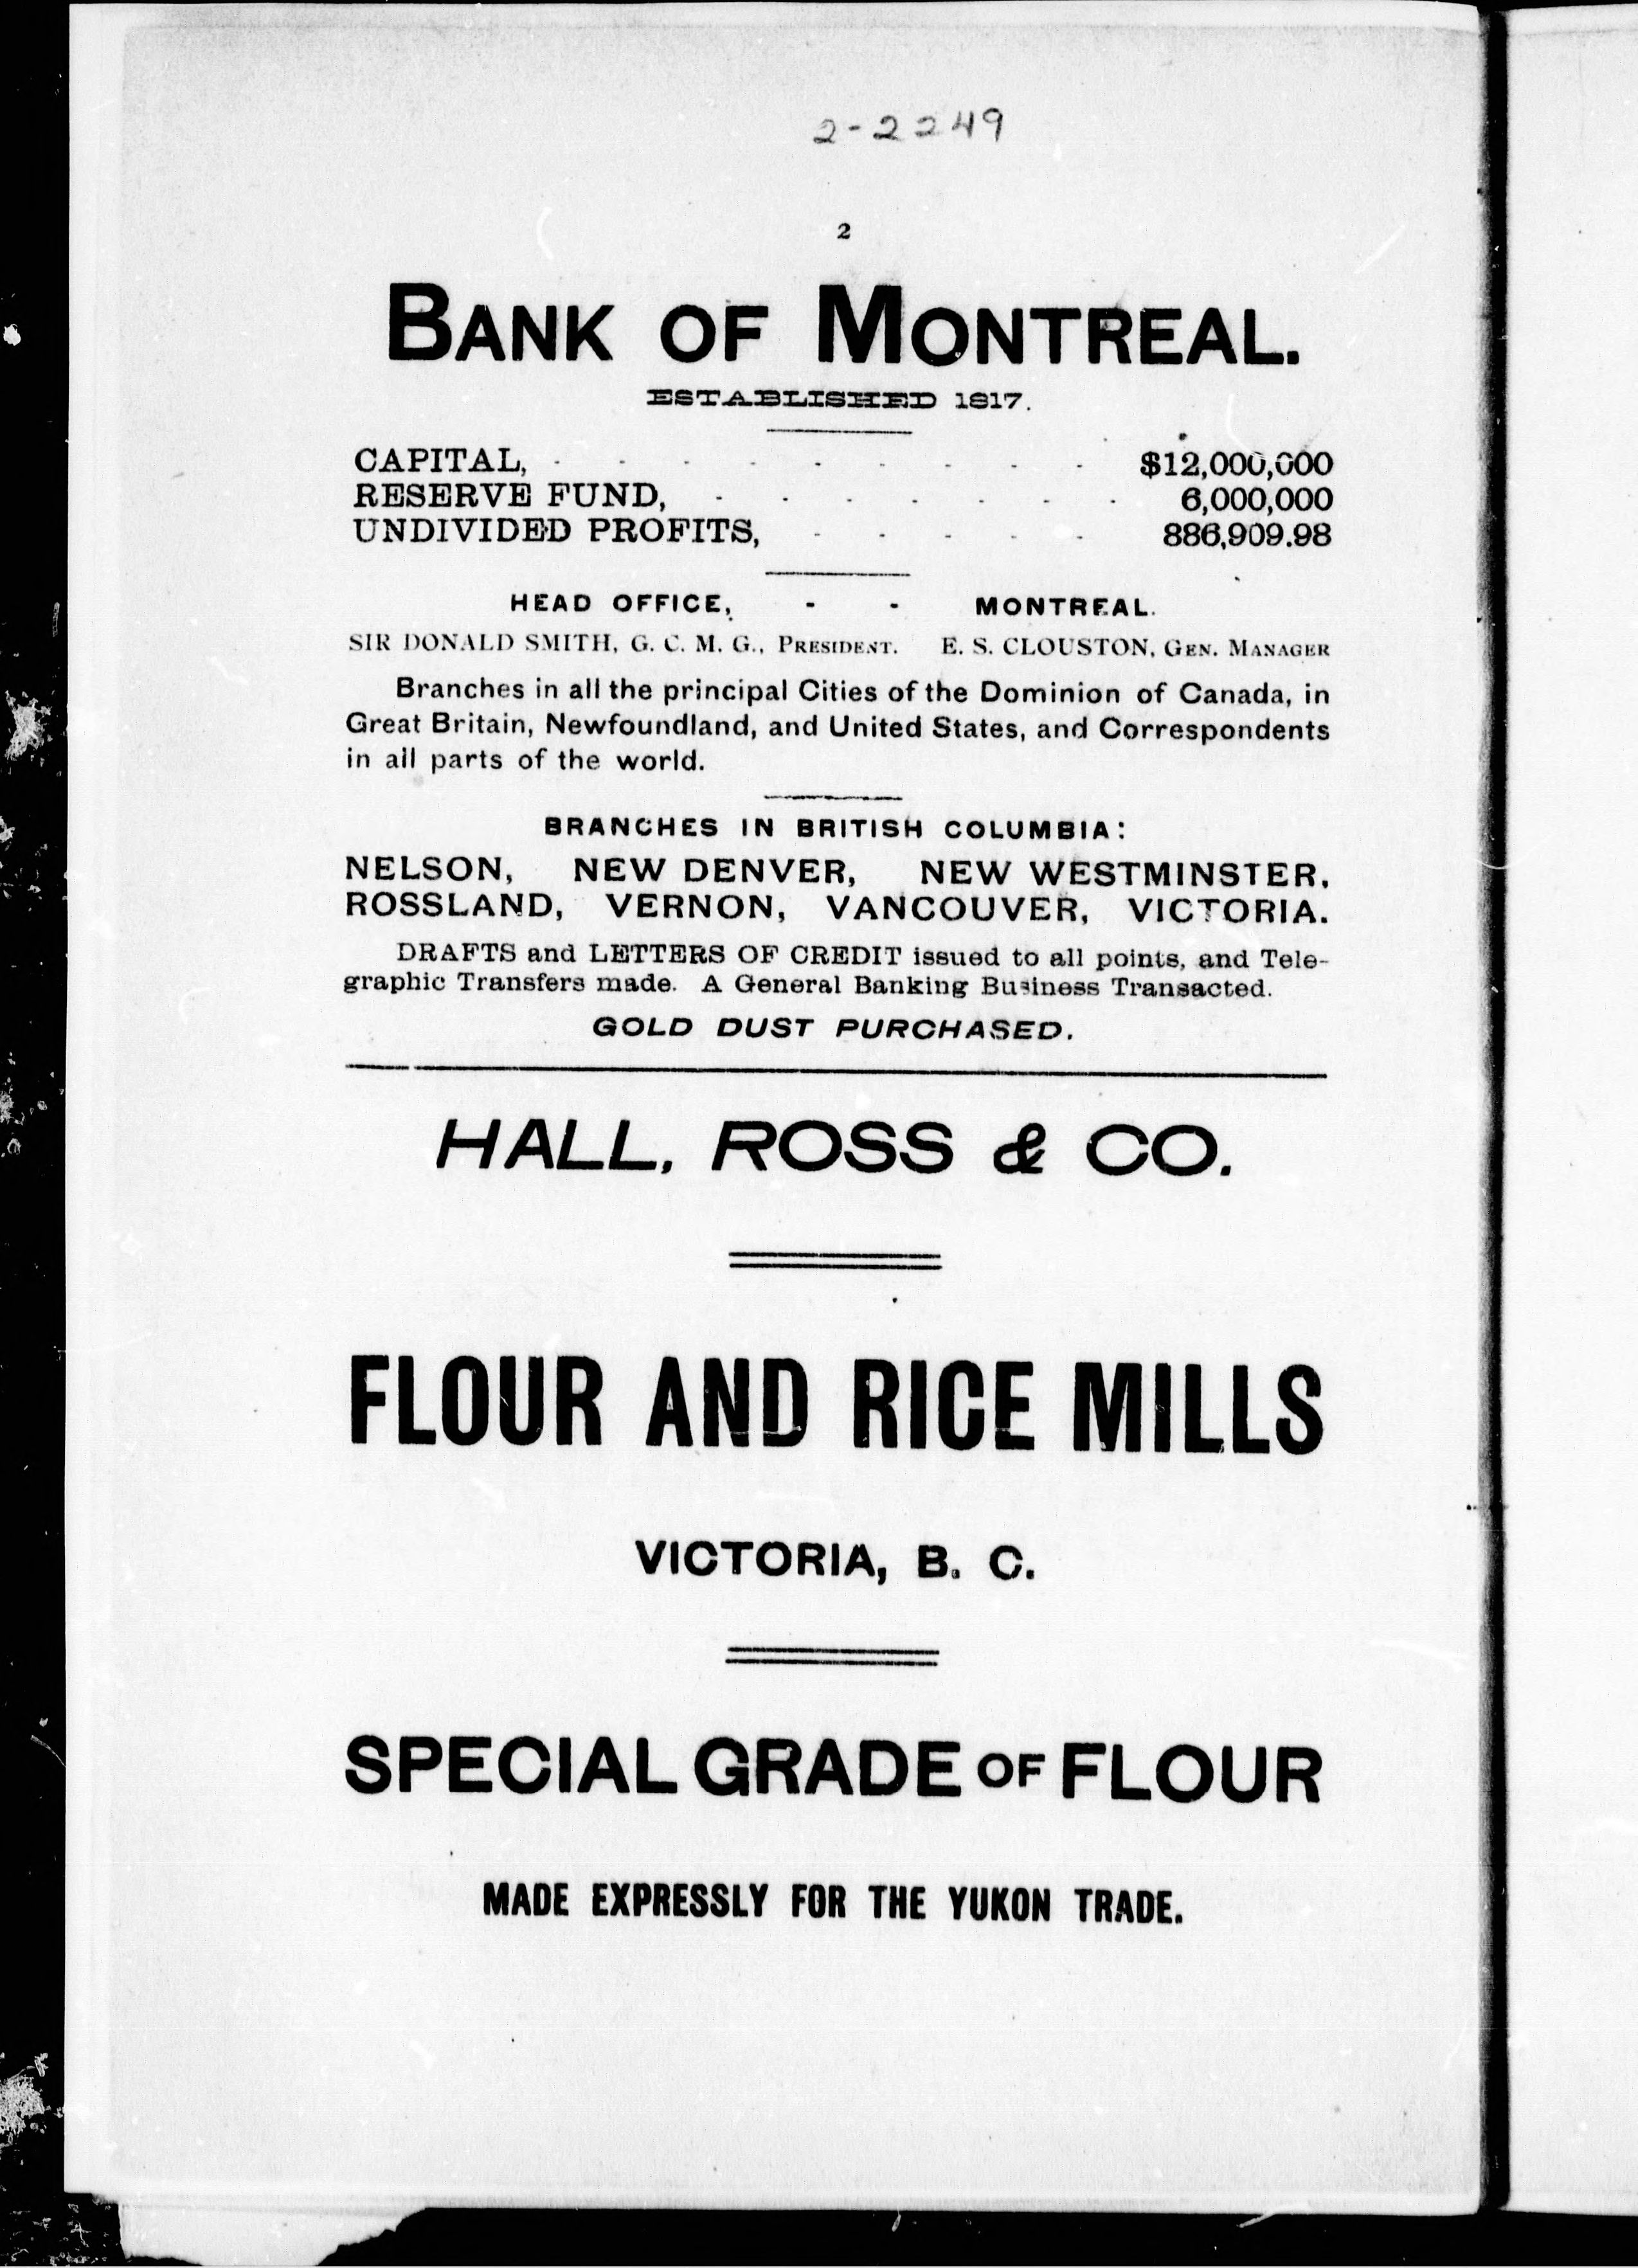 2-2249
2
BANK OF MONTREAL.
ESTABLISHED 1817.
CAPITAL, - - - - - - - - - $12,000,000
RESERVE FUND, - - - - - - - 6,000,000
UNDIVIDED PROFITS, - - - - - 886,909.98
HEAD OFFICE, - - MONTREAL.
SIR DONALD SMITH, G. C. M. G., PRESIDENT. E. S. CLOUSTON, GEN. MANAGER
Branches in all the principal Cities of the Dominion of Canada, in
Great Britain, Newfoundland, and United States, and Correspondents
in all parts of the world.
BRANCHES IN BRITISH COLUMBIA:
NELSON, NEW DENVER, NEW WESTMINSTER,
ROSSLAND, VERNON, VANCOUVER, VICTORIA.
DRAFTS and LETTERS OF CREDIT issued to all points, and Tele-
graphic Transfers made. A General Banking Business Transacted.
GOLD DUST PURCHASED.
HALL, ROSS & CO.
FLOUR AND RICE MILLS
VICTORIA, B. C.
SPECIAL GRADE OF FLOUR
MADE EXPRESSLY FOR THE YUKON TRADE.